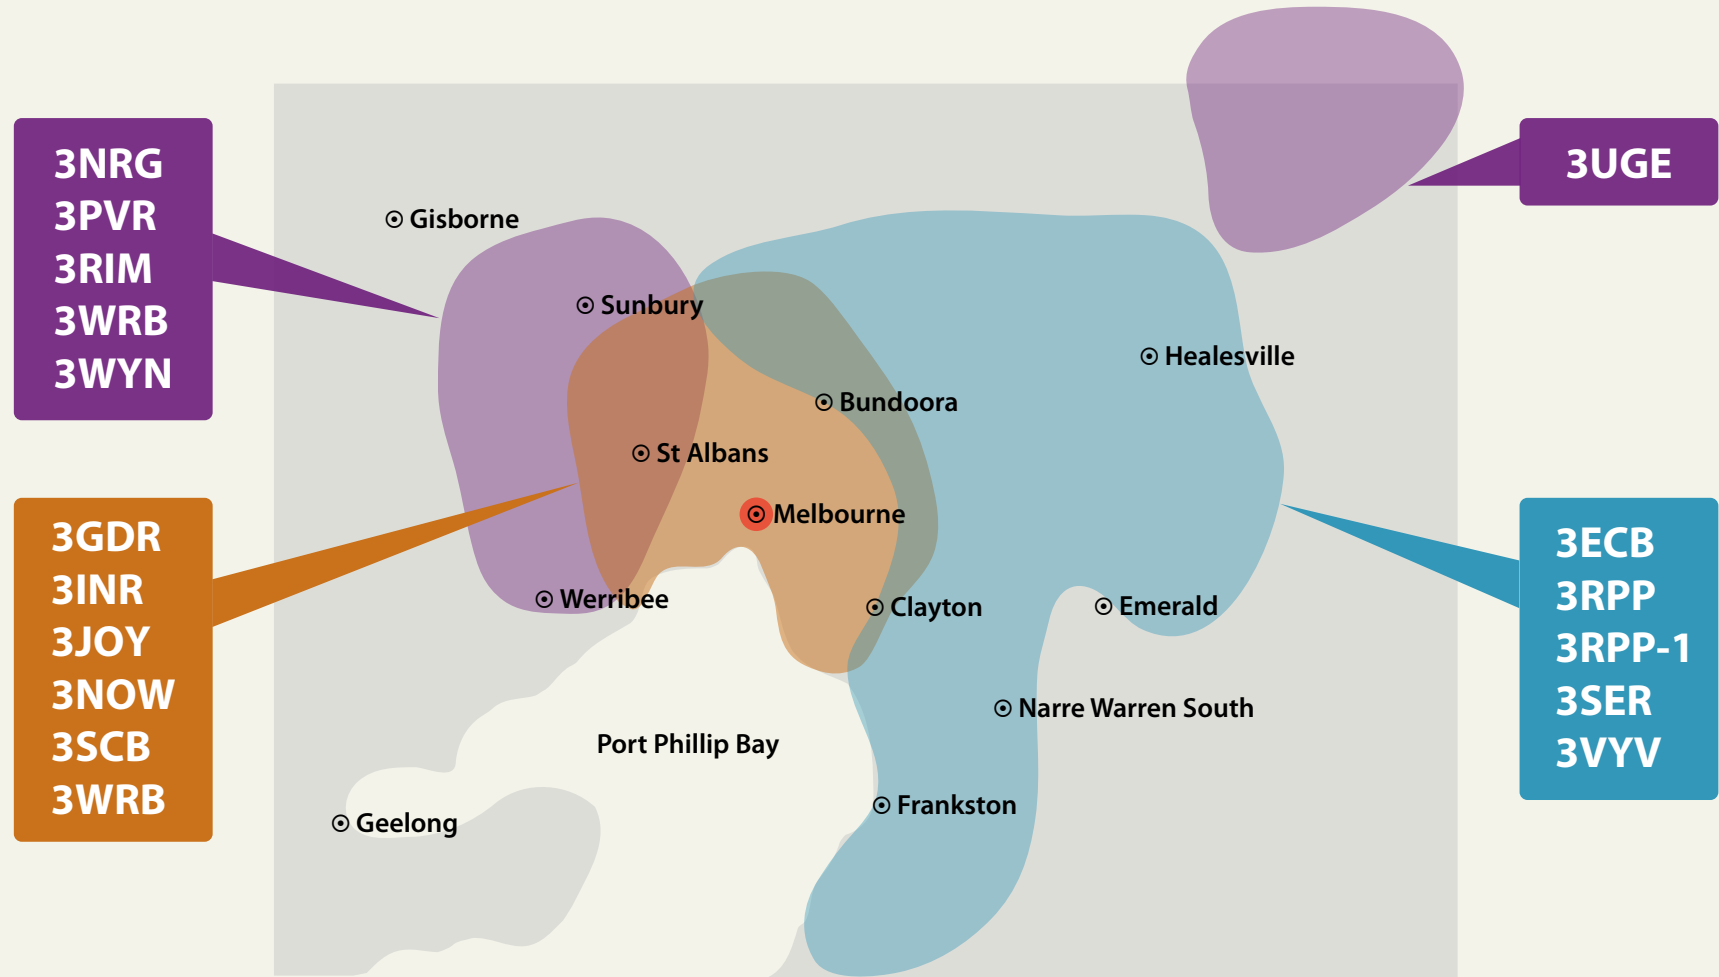 3NRG
3PVR
3RIM
3WRB
3WYN
3UGE
Gisborne
Sunbury
Healesville
Bundoora
St Albans
Melbourne
3GDR
3INR
3JOY
3NOW
3SCB
3WRB
3ECB
3RPP
3RPP-1
3SER
3VYV
Werribee
Clayton
Emerald
Narre Warren South
Port Phillip Bay
Frankston
Geelong